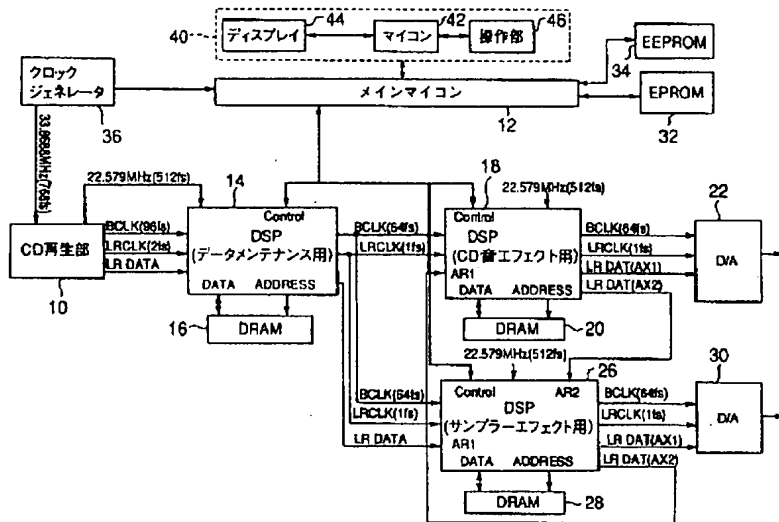 40
ディスプレイ
44
マイコン
42
操作部
46
EEPROM
34
クロック
ジェネレータ
36
メインマイコン
12
EPROM
32
33.8688MHz(768fs)
22.579MHz(512fs)
14
Control
DSP
(データメンテナンス用)
DATA ADDRESS
CD再生部
10
BCLK(96fs)
LRCLK(2fs)
LR DATA
16
DRAM
BCLK(64fs)
LRCLK(1fs)
18
22.579MHz(512fs)
Control
DSP
(CD音エフェクト用)
AR1
DATA ADDRESS
DRAM
20
BCLK(64fs)
LRCLK(1fs)
LR DAT(AX1)
LR DAT(AX2)
22
D/A
22.579MHz(512fs)
26
Control AR2
DSP
(サンプラーエフェクト用)
AR1
DATA ADDRESS
BCLK(64fs)
LRCLK(1fs)
LR DATA
DRAM
28
BCLK(64fs)
LRCLK(1fs)
LR DAT(AX1)
LR DAT(AX2)
30
D/A